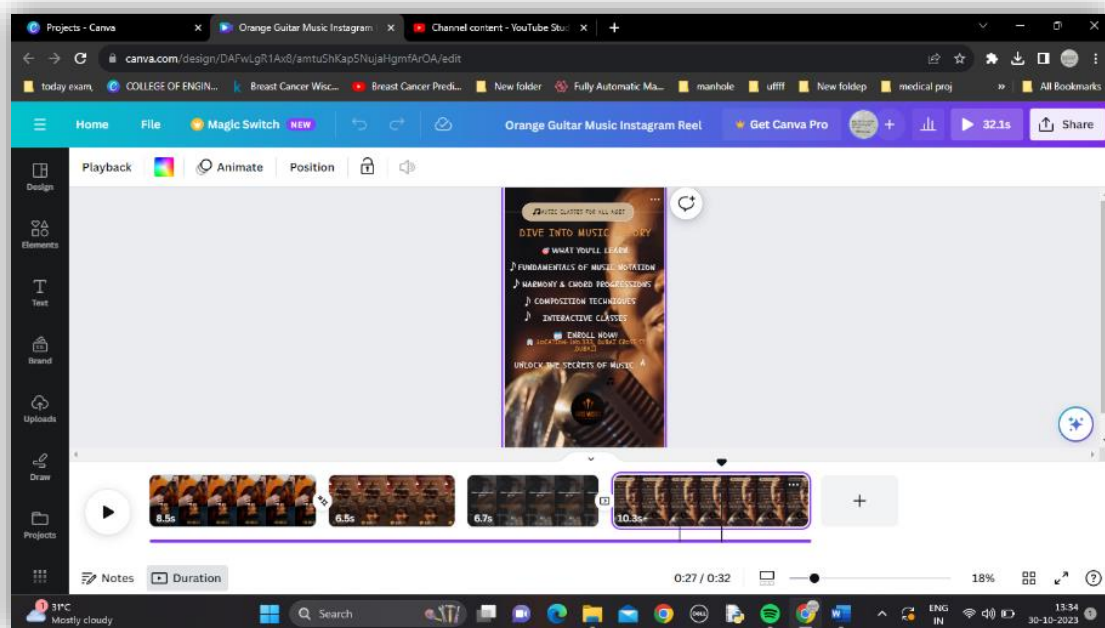 Projects - Canva
Orange Guitar Music Instagram
Channel content - YouTube Stud
canva.com/design/DAFwLgR1Ax8/amtuShKap5NujaHgmfArOA/edit
today exam,
COLLEGE OF ENGIN...
Breast Cancer Wisc...
Breast Cancer Predi...
New folder
Fully Automatic Ma...
manhole
uffff
New foldep
medical proj
»
All Bookmarks
Home
File
Magic Switch
NEW
Orange Guitar Music Instagram Reel
Get Canva Pro
+
32.1s
Share
Playback
Animate
Position
Design
Elements
Text
Brand
Uploads
Draw
Projects
MUSIC CLASSES FOR ALL AGES
DIVE INTO MUSIC THEORY
WHAT YOU'LL LEARN
FUNDAMENTALS OF MUSIC NOTATION
HARMONY & CHORD PROGRESSIONS
COMPOSITION TECHNIQUES
INTERACTIVE CLASSES
ENROLL NOW!
UNLOCK THE SECRETS OF MUSIC
8.5s
6.5s
6.7s
10.3s
+
Notes
Duration
0:27 / 0:32
18%
31°C
Mostly cloudy
Search
DELL
ENG
IN
13:34
30-10-2023